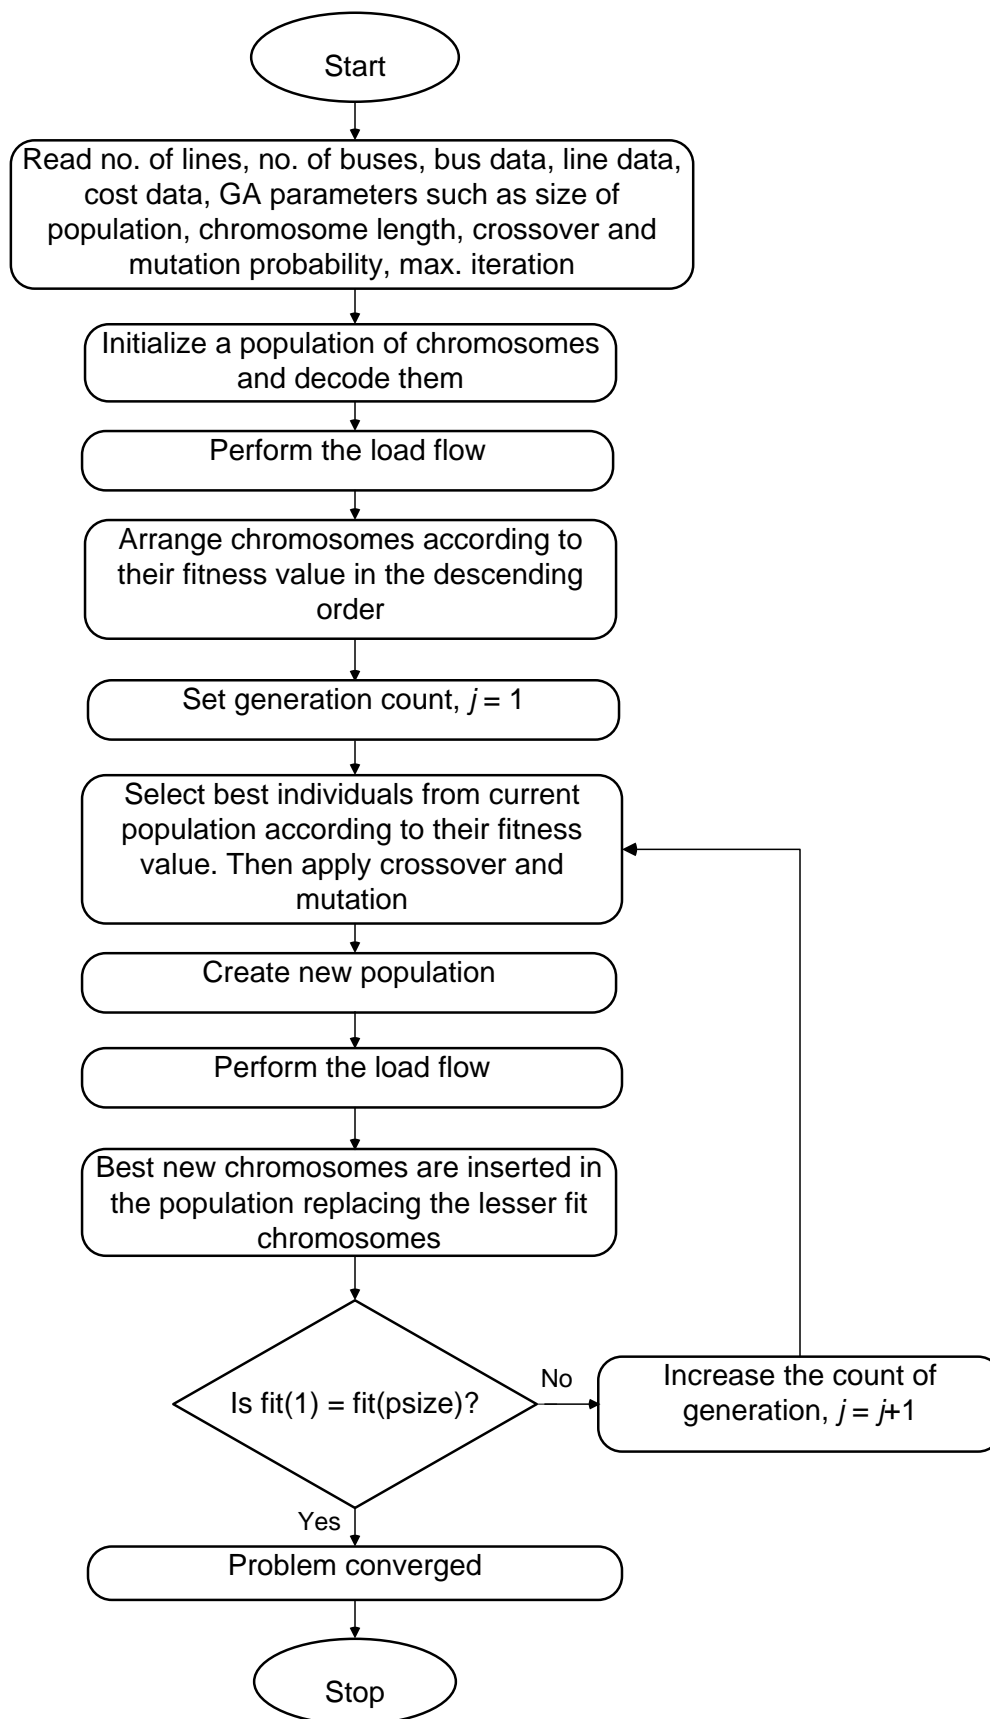 Start
Read no. of lines, no. of buses, bus data, line data,
cost data, GA parameters such as size of
population, chromosome length, crossover and
mutation probability, max. iteration
Initialize a population of chromosomes
and decode them
Perform the load flow
Arrange chromosomes according to
their fitness value in the descending
order
Set generation count, j = 1
Select best individuals from current
population according to their fitness
value. Then apply crossover and
mutation
Create new population
Perform the load flow
Best new chromosomes are inserted in
the population replacing the lesser fit
chromosomes
Is fit(1) = fit(psize)?
No
Increase the count of
generation, j = j+1
Yes
Problem converged
Stop